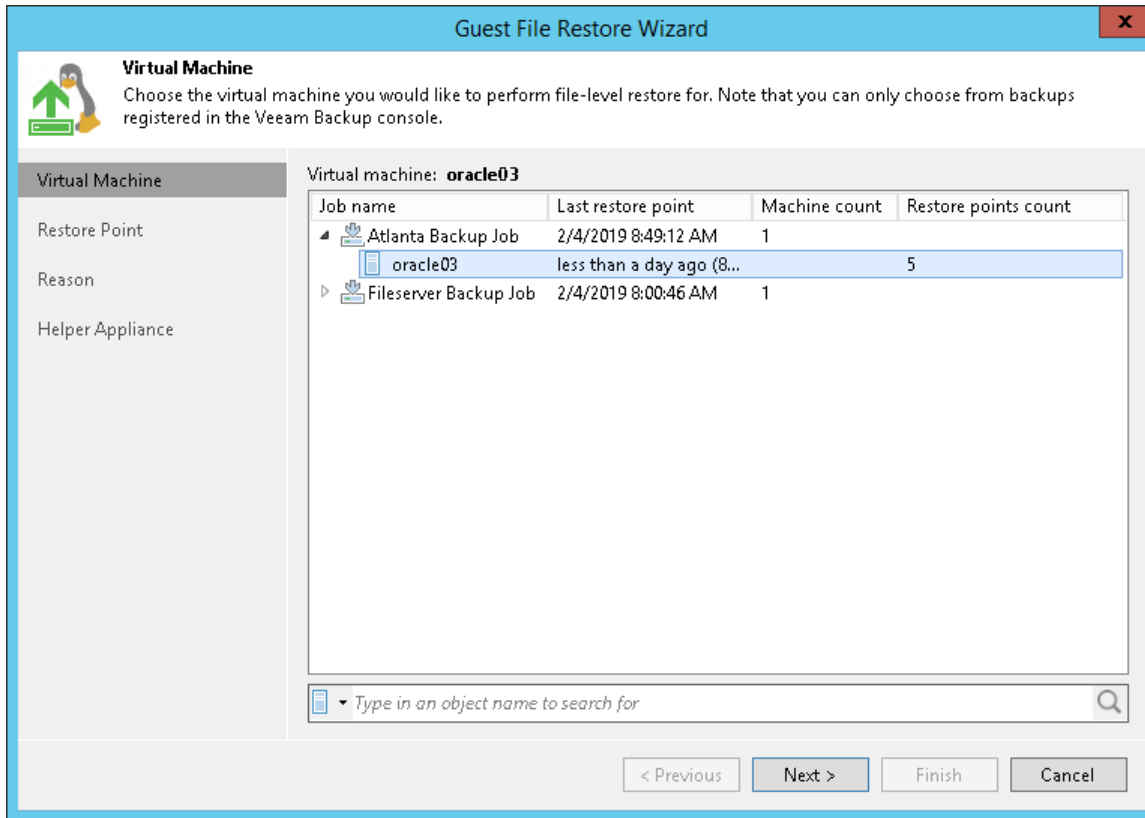 Guest File Restore Wizard
x
Virtual Machine
Choose the virtual machine you would like to perform file-level restore for. Note that you can only choose from backups
registered in the Veeam Backup console.
Virtual Machine
Restore Point
Reason
Helper Appliance
Virtual machine: oracle03
Job name Last restore point Machine count Restore points count
Atlanta Backup Job 2/4/2019 8:49:12 AM 1
oracle03 less than a day ago (8... 5
Fileserver Backup Job 2/4/2019 8:00:46 AM 1
Type in an object name to search for
< Previous Next > Finish Cancel